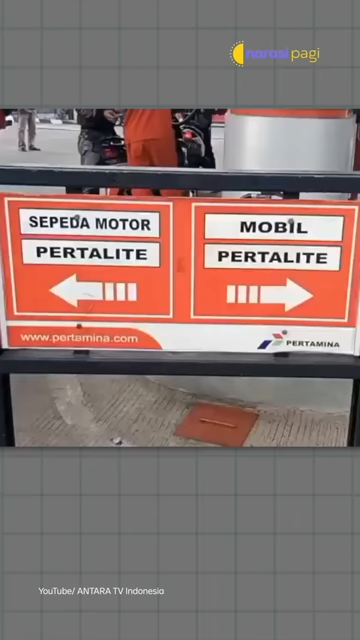 narasi pagi
SEPEDA MOTOR
PERTALITE
MOBIL
PERTALITE
www.pertamina.com
PERTAMINA
YouTube/ ANTARA TV Indonesia